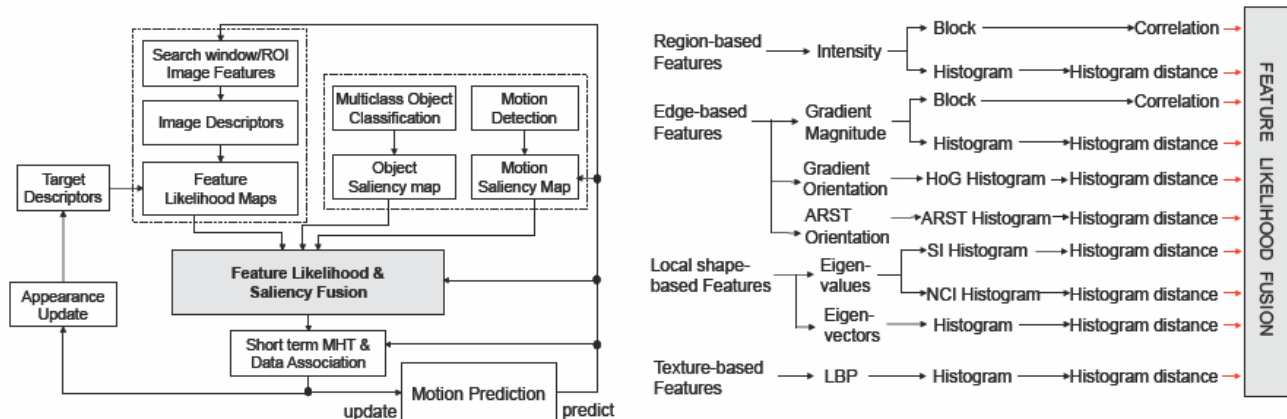 Search window/ROI
Image Features
Image Descriptors
Feature
Likelihood Maps
Multiclass Object
Classification
Motion
Detection
Object
Saliency map
Motion
Saliency Map
Target
Descriptors
Feature Likelihood &
Saliency Fusion
Appearance
Update
Short term MHT &
Data Association
Motion Prediction
update
predict
Region-based
Features
Intensity
Block
Correlation
Histogram
Histogram distance
Edge-based
Features
Gradient
Magnitude
Block
Correlation
Histogram
Histogram distance
Gradient
Orientation
HoG Histogram
Histogram distance
ARST
Orientation
ARST Histogram
Histogram distance
Local shape-
based Features
Eigen-
values
SI Histogram
Histogram distance
NCI Histogram
Histogram distance
Eigen-
vectors
Histogram
Histogram distance
Texture-based
Features
LBP
Histogram
Histogram distance
FEATURE LIKELIHOOD FUSION